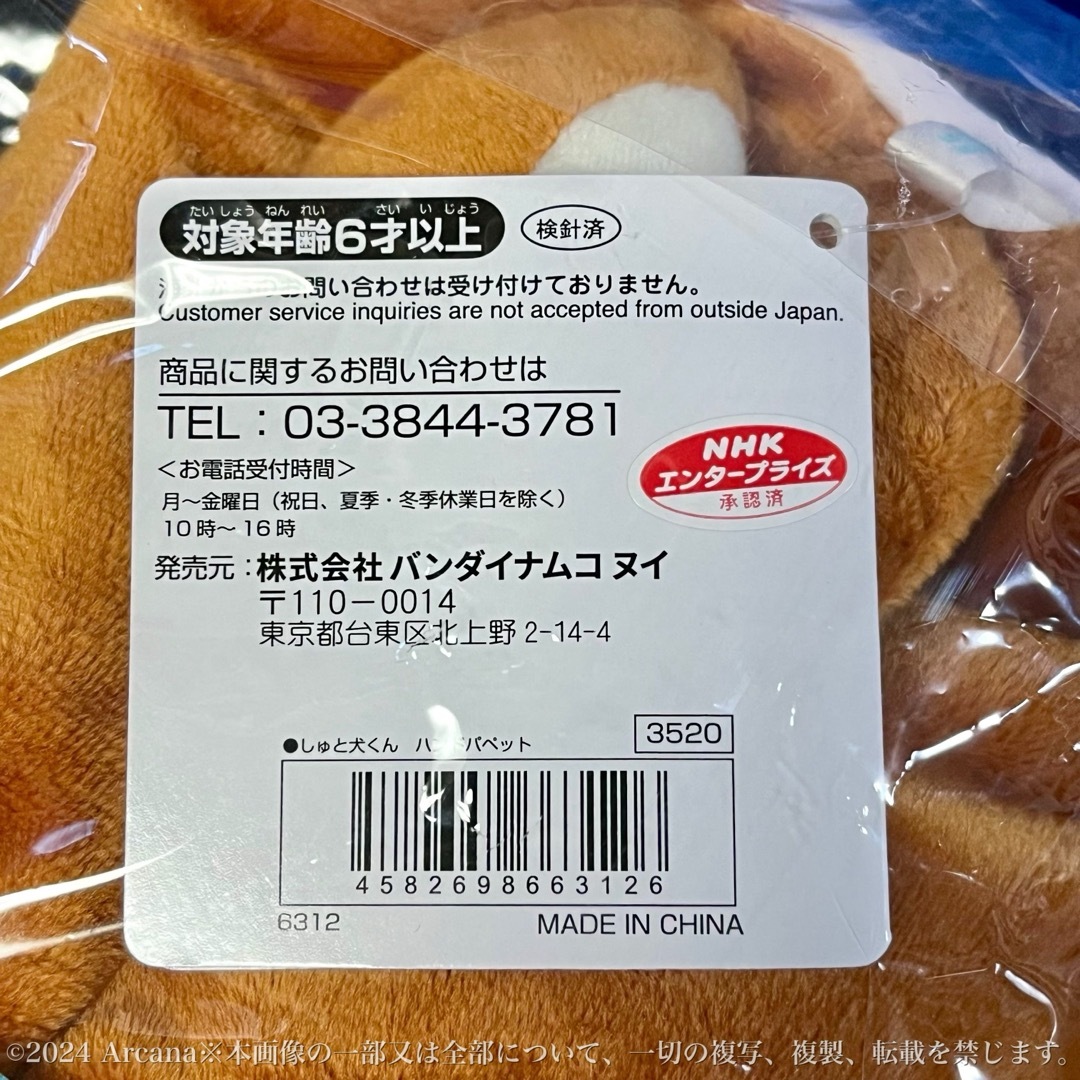 たいしょうねんれい さいいじょう
対象年齢6才以上
検針済
お問い合わせは受け付けておりません。
Customer service inquiries are not accepted from outside Japan.
商品に関するお問い合わせは
TEL：03-3844-3781
＜お電話受付時間＞
月～金曜日（祝日、夏季・冬季休業日を除く）
10時～16時
NHK
エンタープライズ
承認済
発売元：株式会社 バンダイナムコ ヌイ
〒110－0014
東京都台東区北上野 2-14-4
●しゅと犬くん ハンドパペット
3520
4582698663126
6312
MADE IN CHINA
©2024 Arcana※本画像の一部又は全部について、一切の複写、複製、転載を禁じます。